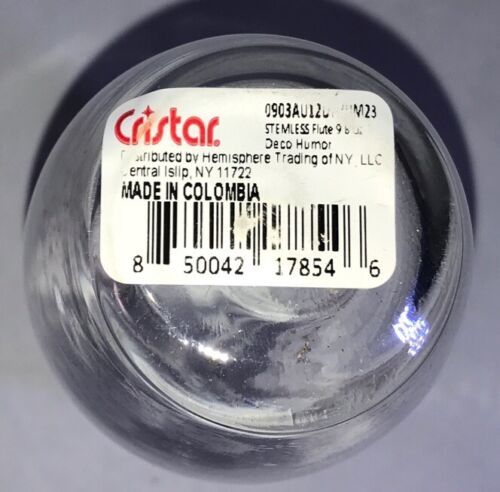 Cristar.
STEMLESS Flute 9
Deco Humor
Distributed by Hemisphere Trading of NY, LLC
Central Islip, NY 11722
MADE IN COLOMBIA
8 50042 17854 6